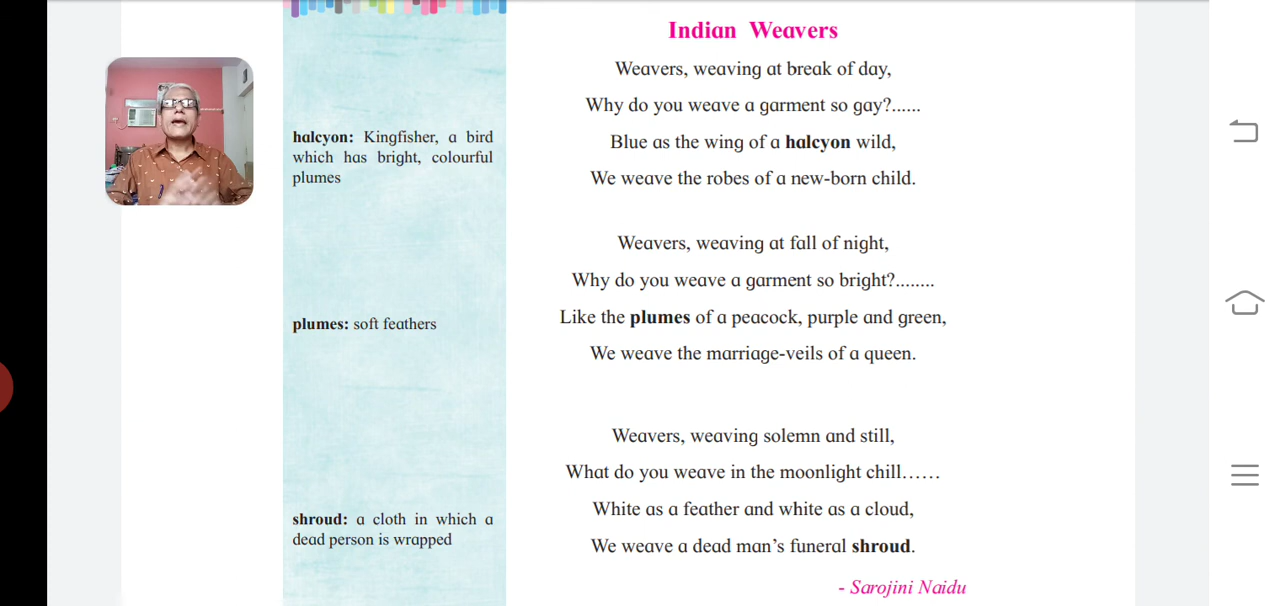 Indian Weavers
Weavers, weaving at break of day,
Why do you weave a garment so gay?......
Blue as the wing of a halcyon wild,
We weave the robes of a new-born child.
Weavers, weaving at fall of night,
Why do you weave a garment so bright?........
Like the plumes of a peacock, purple and green,
We weave the marriage-veils of a queen.
Weavers, weaving solemn and still,
What do you weave in the moonlight chill……
White as a feather and white as a cloud,
We weave a dead man’s funeral shroud.
- Sarojini Naidu
halcyon: Kingfisher, a bird
which has bright, colourful
plumes
plumes: soft feathers
shroud: a cloth in which a
dead person is wrapped